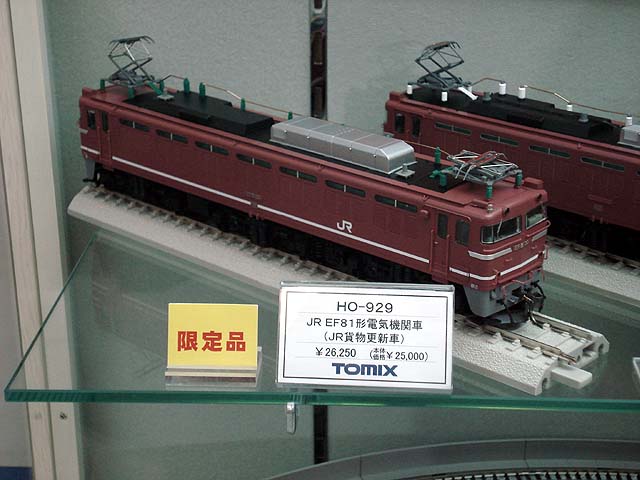 JR
限定品
HO-929
JR EF81形電気機関車
(JR貨物更新車)
￥26,250 (本体価格￥25,000)
TOMIX